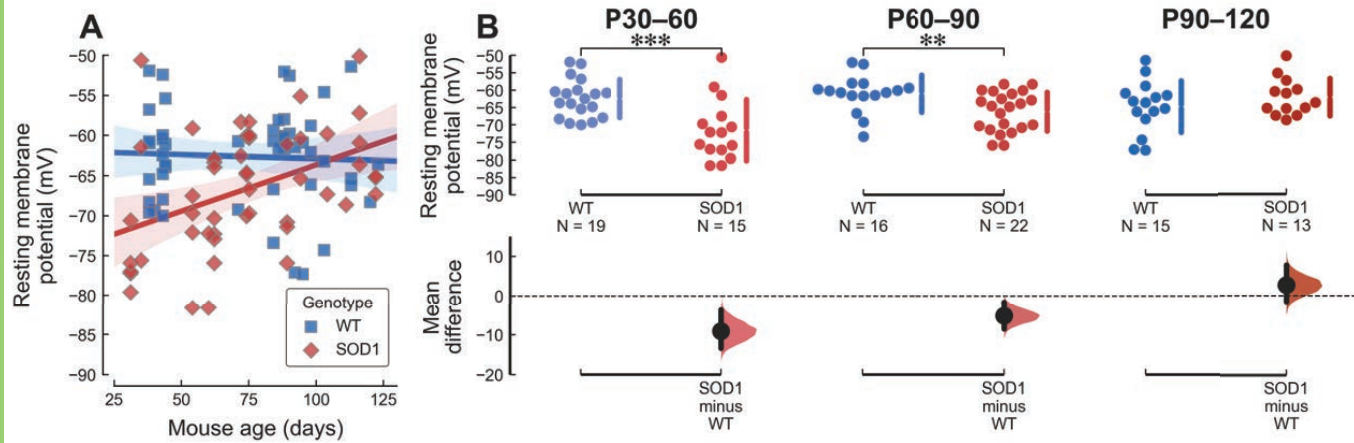 A
Resting membrane
potential (mV)
−50
−55
−60
−65
−70
−75
−80
−85
−90
25
50
75
100
125
Mouse age (days)
Genotype
WT
SOD1
B
P30–60
P60–90
P90–120
***
**
Resting membrane
potential (mV)
−50
−55
−60
−65
−70
−75
−80
−85
−90
WT
N = 19
SOD1
N = 15
WT
N = 16
SOD1
N = 22
WT
N = 15
SOD1
N = 13
Mean
difference
10
0
−10
−20
SOD1
minus
WT
SOD1
minus
WT
SOD1
minus
WT